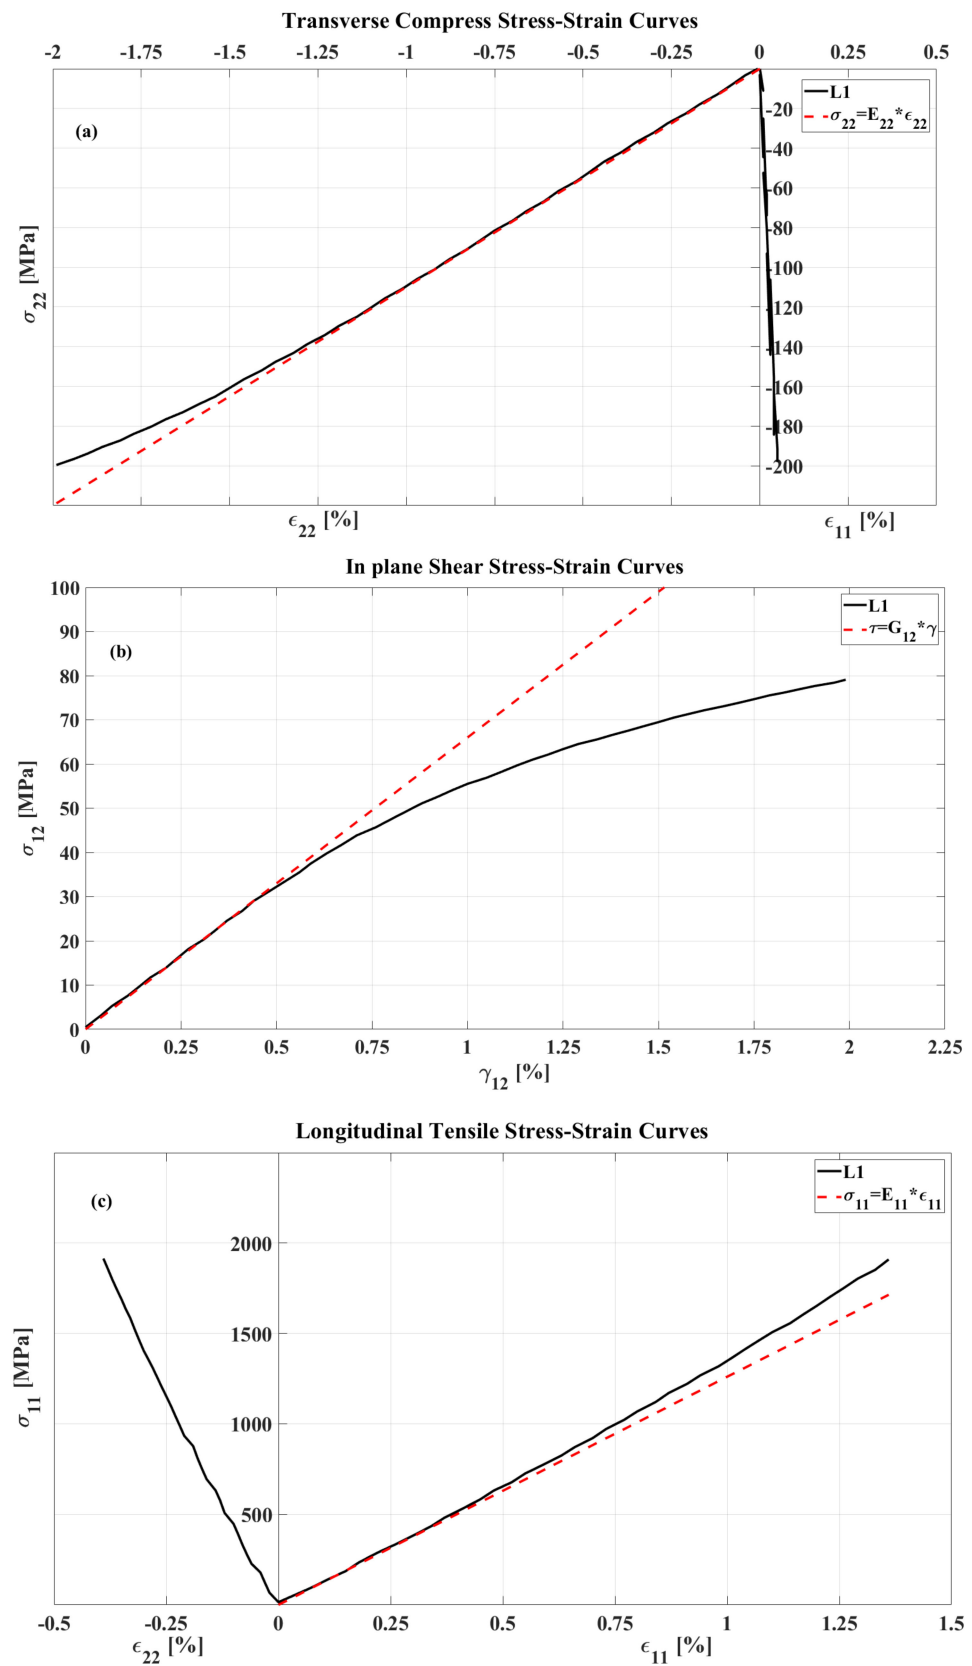 Transverse Compress Stress-Strain Curves
-2 -1.75 -1.5 -1.25 -1 -0.75 -0.5 -0.25 0 0.25 0.5
L1
σ22=E22*ϵ22
(a)
-20
-40
-60
-80
-100
-120
-140
-160
-180
-200
σ22 [MPa]
ϵ22 [%] ϵ11 [%]
In plane Shear Stress-Strain Curves
L1
τ=G12*γ
(b)
100
90
80
70
60
50
40
30
20
10
0
σ12 [MPa]
0 0.25 0.5 0.75 1 1.25 1.5 1.75 2 2.25
γ12 [%]
Longitudinal Tensile Stress-Strain Curves
L1
σ11=E11*ϵ11
(c)
2000
1500
1000
500
σ11 [MPa]
-0.5 -0.25 0 0.25 0.5 0.75 1 1.25 1.5
ϵ22 [%] ϵ11 [%]